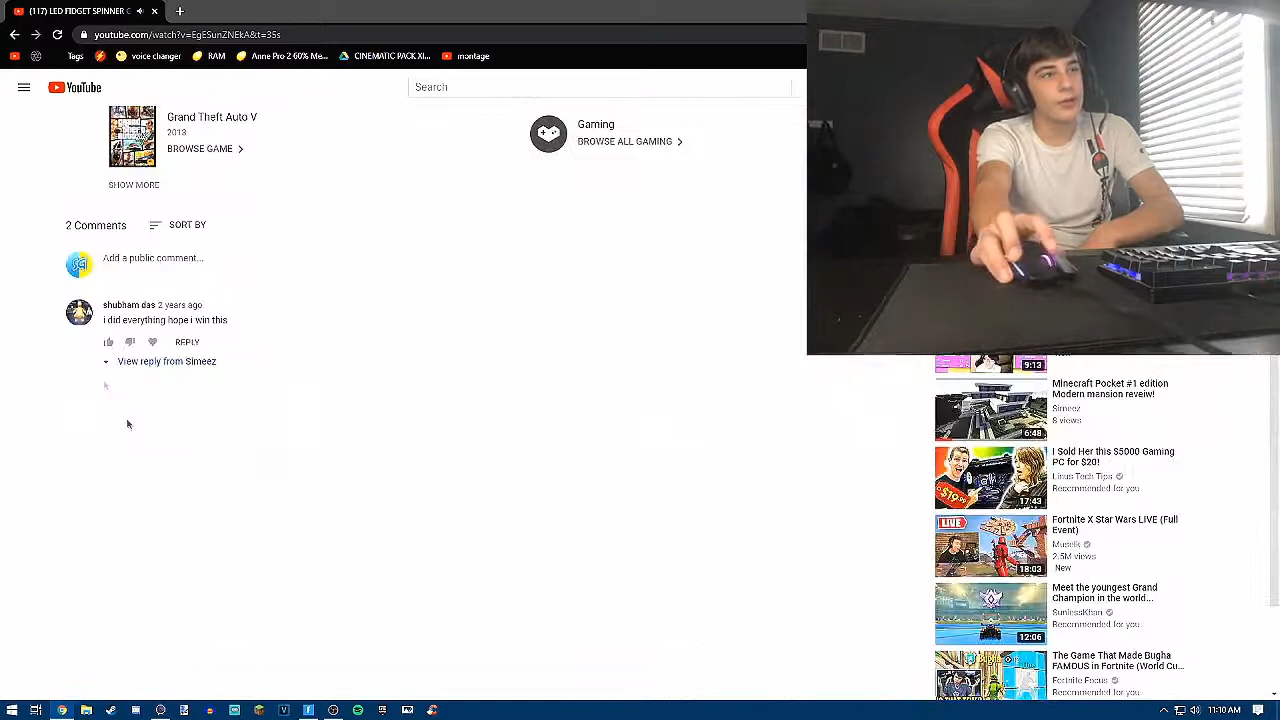 (117) LED FIDGET SPINNER G
youtube.com/watch?v=EgESunZNEkA&t=35s
Tags
voice changer
RAM
Anne Pro 2 60% Me...
CINEMATIC PACK XI...
montage
YouTube
Search
Grand Theft Auto V
2013
BROWSE GAME
Gaming
BROWSE ALL GAMING
SHOW MORE
2 Comments
SORT BY
Add a public comment...
shubham das 2 years ago
i did everything hope i win this
REPLY
View reply from Simeez
9:13
Minecraft Pocket #1 edition
Modern mansion reveiw!
Simeez
8 views
6:48
I Sold Her this $5000 Gaming
PC for $20!
Linus Tech Tips
Recommended for you
$19.99
17:43
Fortnite X Star Wars LIVE (Full
Event)
Muselk
2.5M views
New
LIVE
18:03
Meet the youngest Grand
Champion in the world...
SunlessKhan
Recommended for you
12:06
The Game That Made Bugha
FAMOUS in Fortnite (World Cu...
Fortnite Focus
Recommended for you
11:10 AM